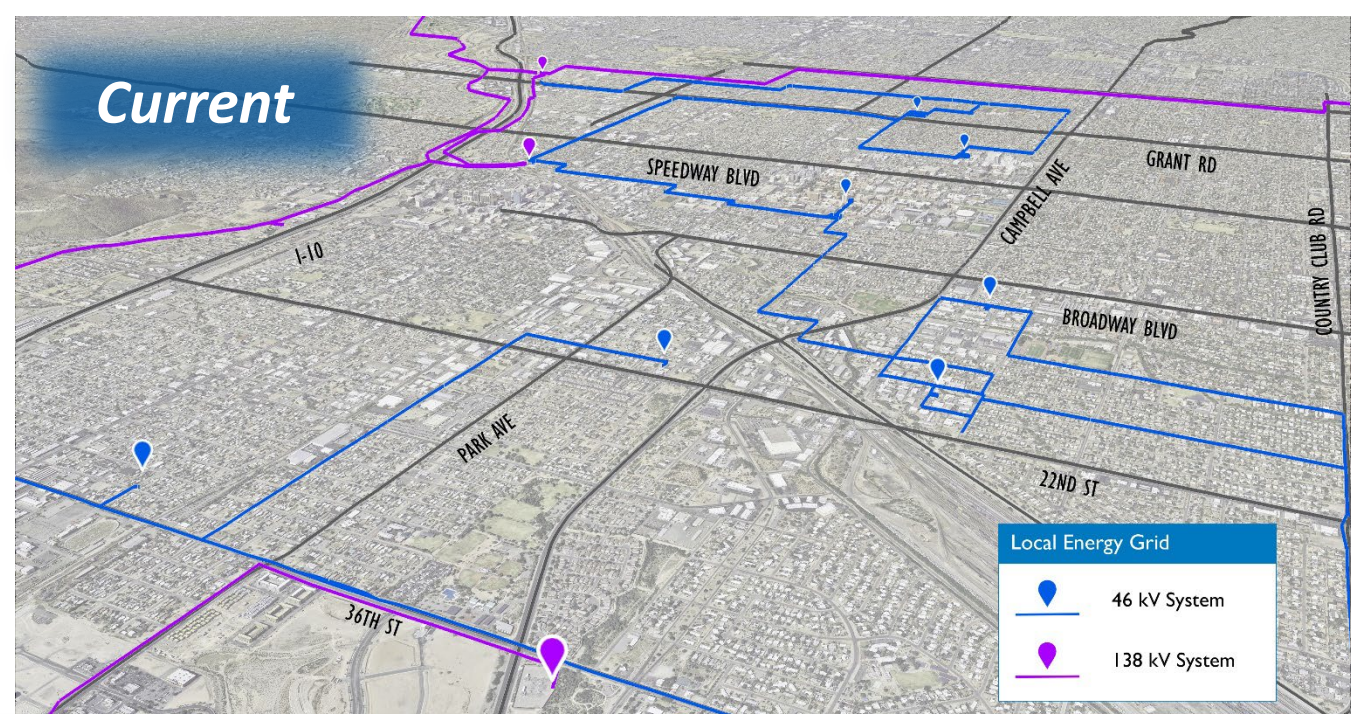 Current
SPEEDWAY BLVD
GRANT RD
CAMPBELL AVE
COUNTRY CLUB RD
I-10
BROADWAY BLVD
PARK AVE
22ND ST
36TH ST
Local Energy Grid
46 kV System
138 kV System